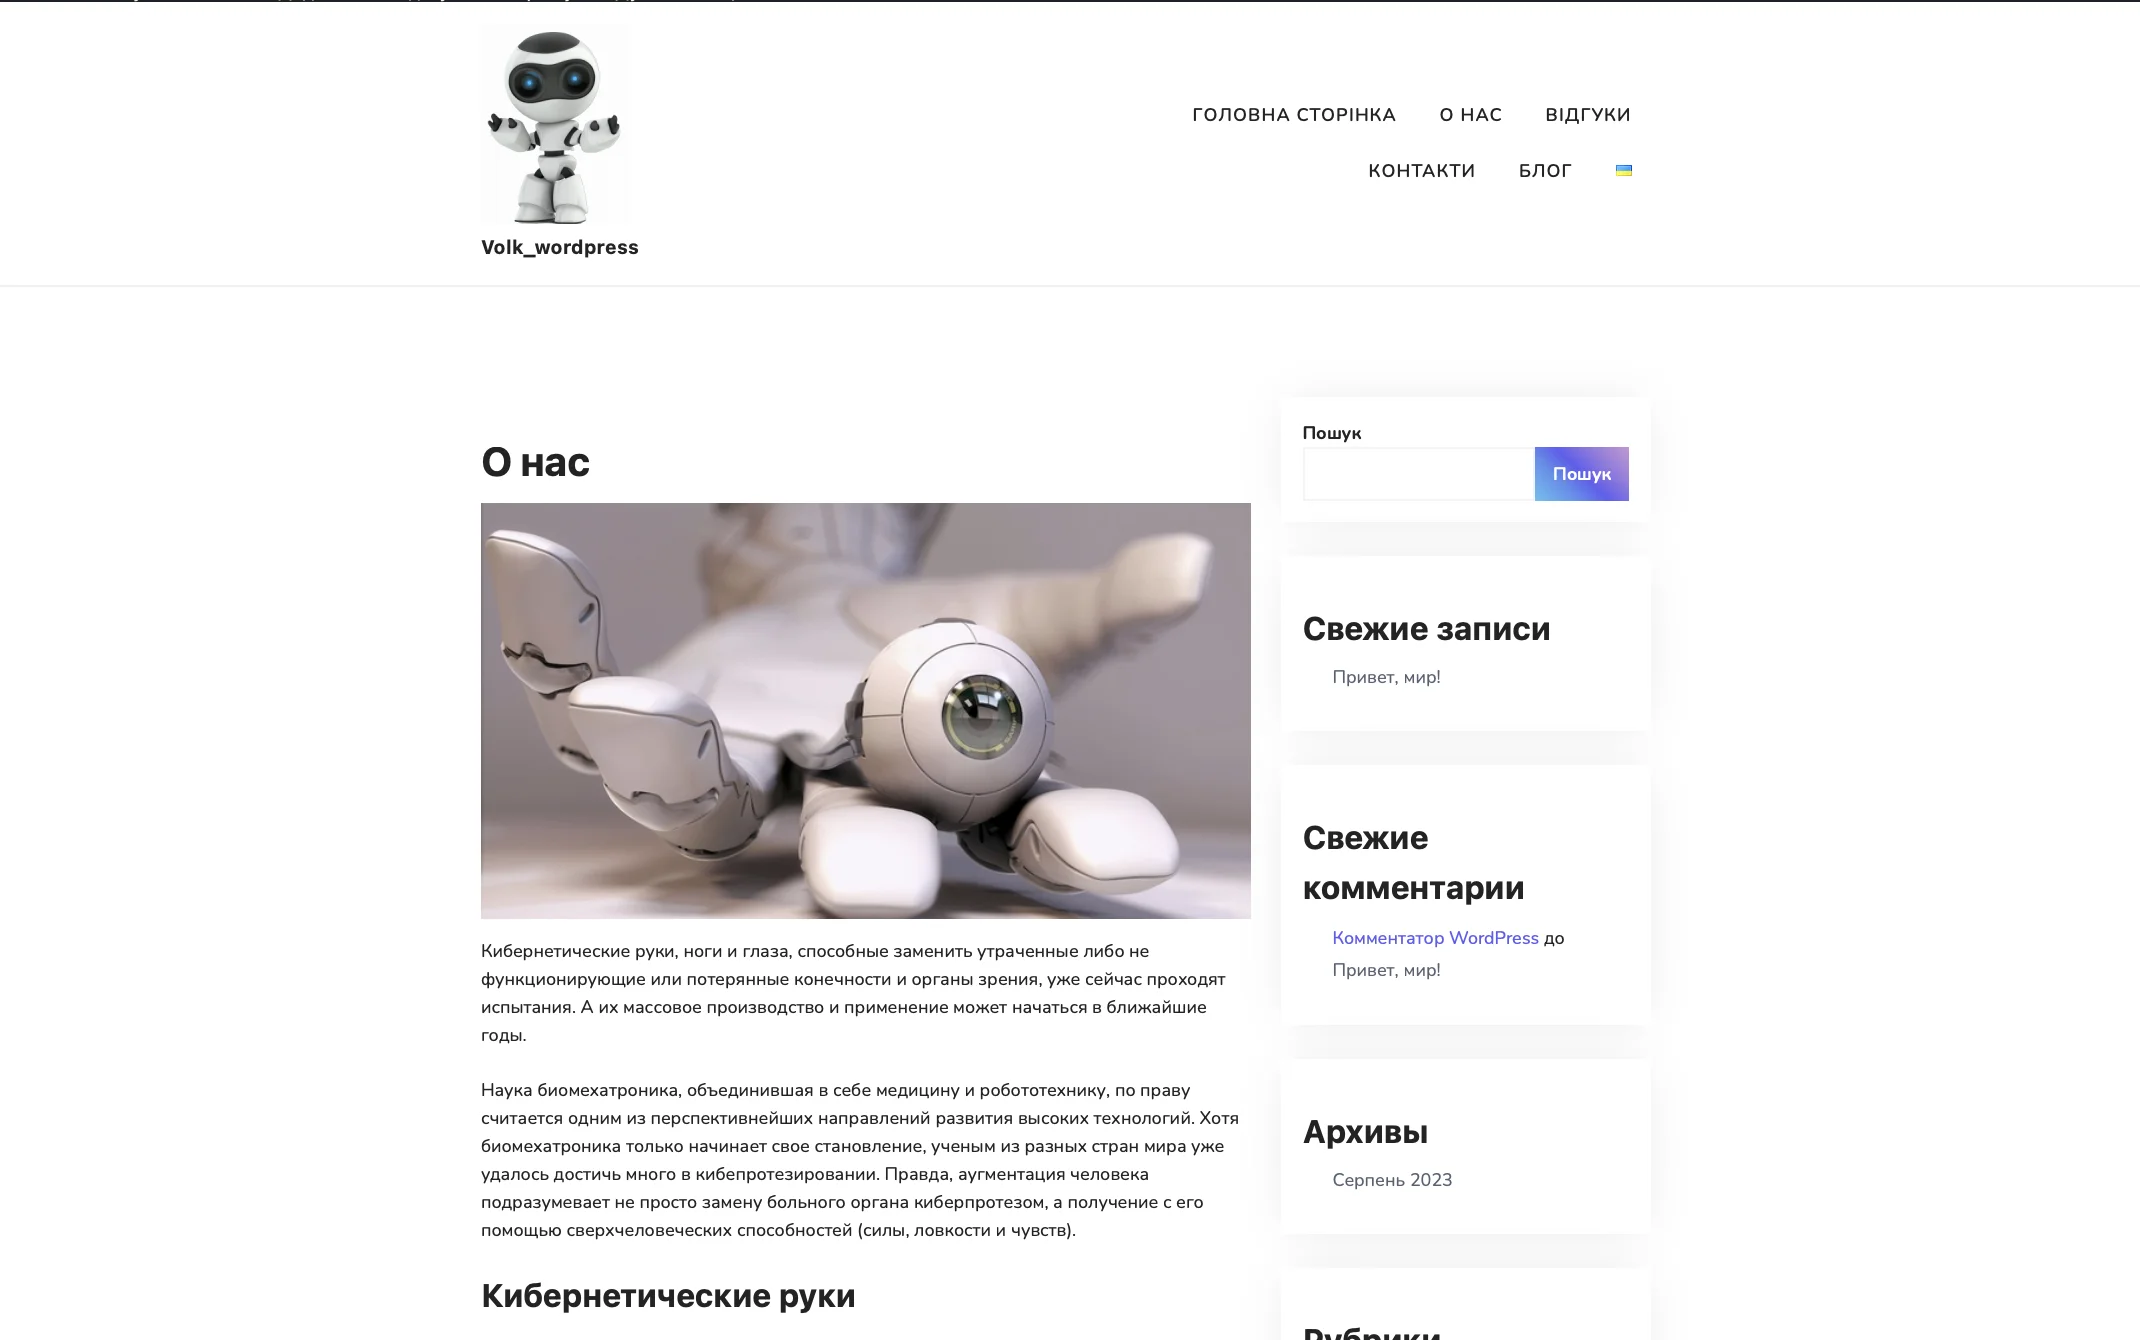 Volk_wordpress
ГОЛОВНА СТОРІНКА О НАС ВІДГУКИ
КОНТАКТИ БЛОГ
О нас
Кибернетические руки, ноги и глаза, способные заменить утраченные либо не
функционирующие или потерянные конечности и органы зрения, уже сейчас проходят
испытания. А их массовое производство и применение может начаться в ближайшие
годы.
Наука биомехатроника, объединившая в себе медицину и робототехнику, по праву
считается одним из перспективнейших направлений развития высоких технологий. Хотя
биомехатроника только начинает свое становление, ученым из разных стран мира уже
удалось достичь много в кибепротезировании. Правда, аугментация человека
подразумевает не просто замену больного органа киберпротезом, а получение с его
помощью сверхчеловеческих способностей (силы, ловкости и чувств).
Кибернетические руки
Пошук
Пошук
Свежие записи
Привет, мир!
Свежие
комментарии
Комментатор WordPress до
Привет, мир!
Архивы
Серпень 2023
Рубрики